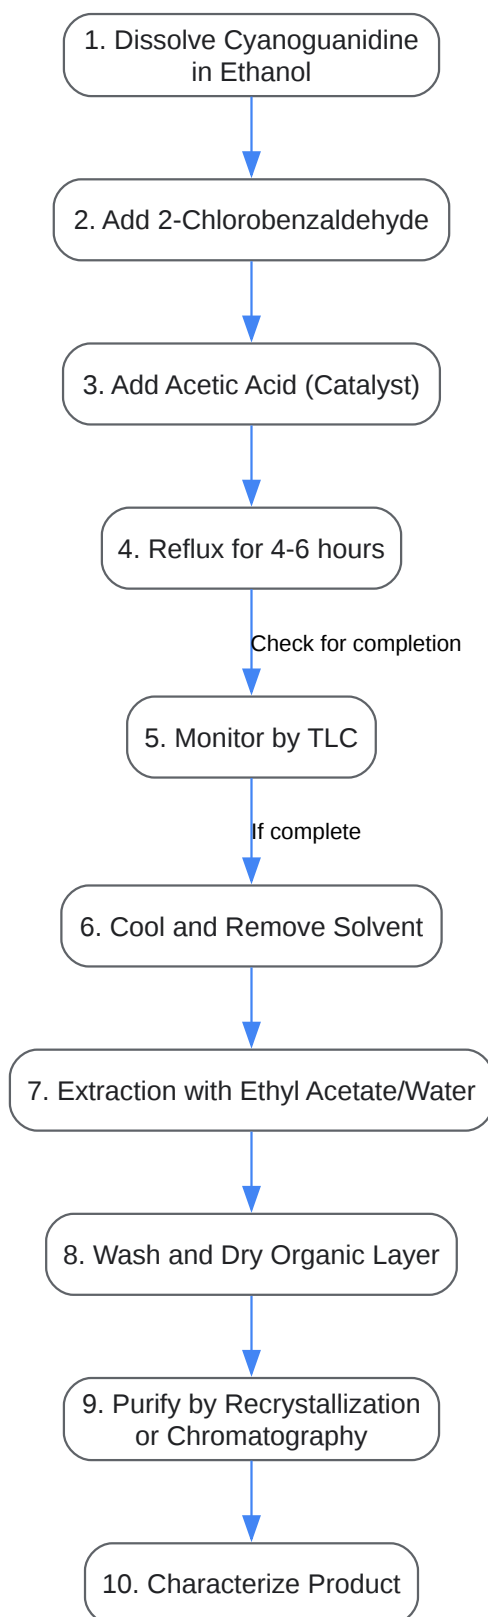 1. Dissolve Cyanoguanidine
in Ethanol
2. Add 2-Chlorobenzaldehyde
3. Add Acetic Acid (Catalyst)
4. Reflux for 4-6 hours
Check for completion
5. Monitor by TLC
If complete
6. Cool and Remove Solvent
7. Extraction with Ethyl Acetate/Water
8. Wash and Dry Organic Layer
9. Purify by Recrystallization
or Chromatography
10. Characterize Product